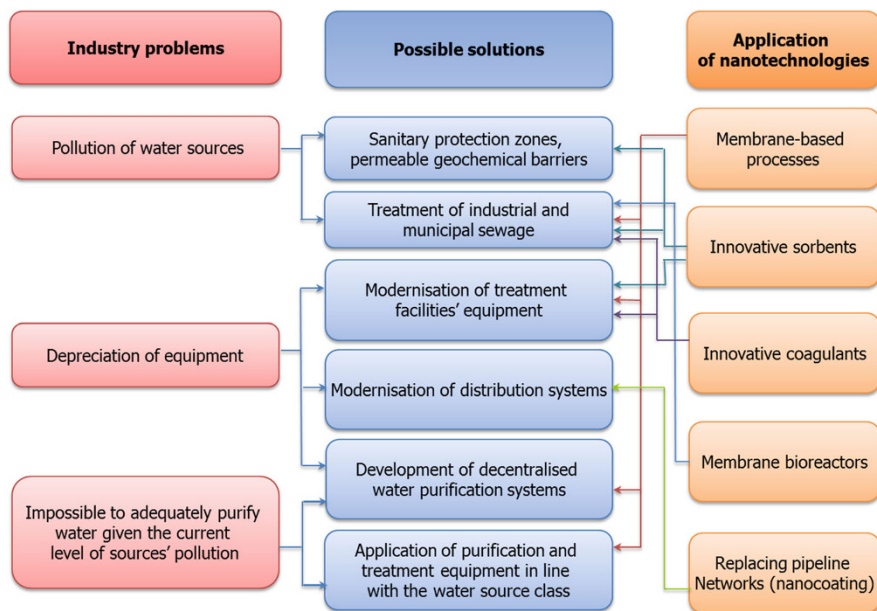 Industry problems
Possible solutions
Application
of nanotechnologies
Pollution of water sources
Sanitary protection zones,
permeable geochemical barriers
Membrane-based
processes
Treatment of industrial and
municipal sewage
Innovative sorbents
Modernisation of treatment
facilities’ equipment
Depreciation of equipment
Innovative coagulants
Modernisation of distribution systems
Development of decentralised
water purification systems
Membrane bioreactors
Impossible to adequately purify
water given the current
level of sources’ pollution
Application of purification and
treatment equipment in line
with the water source class
Replacing pipeline
Networks (nanocoating)